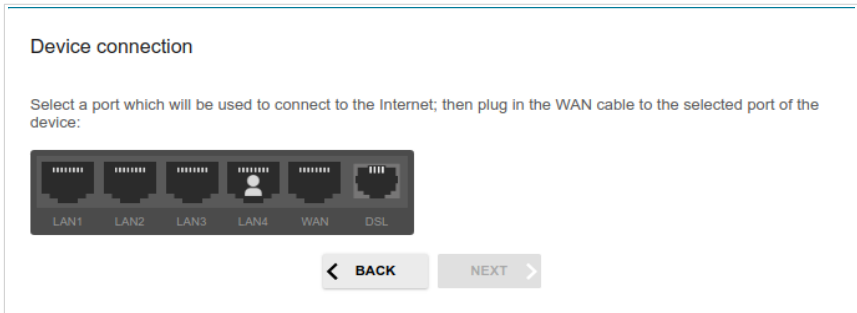 Device connection
Select a port which will be used to connect to the Internet; then plug in the WAN cable to the selected port of the
device:
LAN1 LAN2 LAN3 LAN4 WAN DSL
BACK NEXT